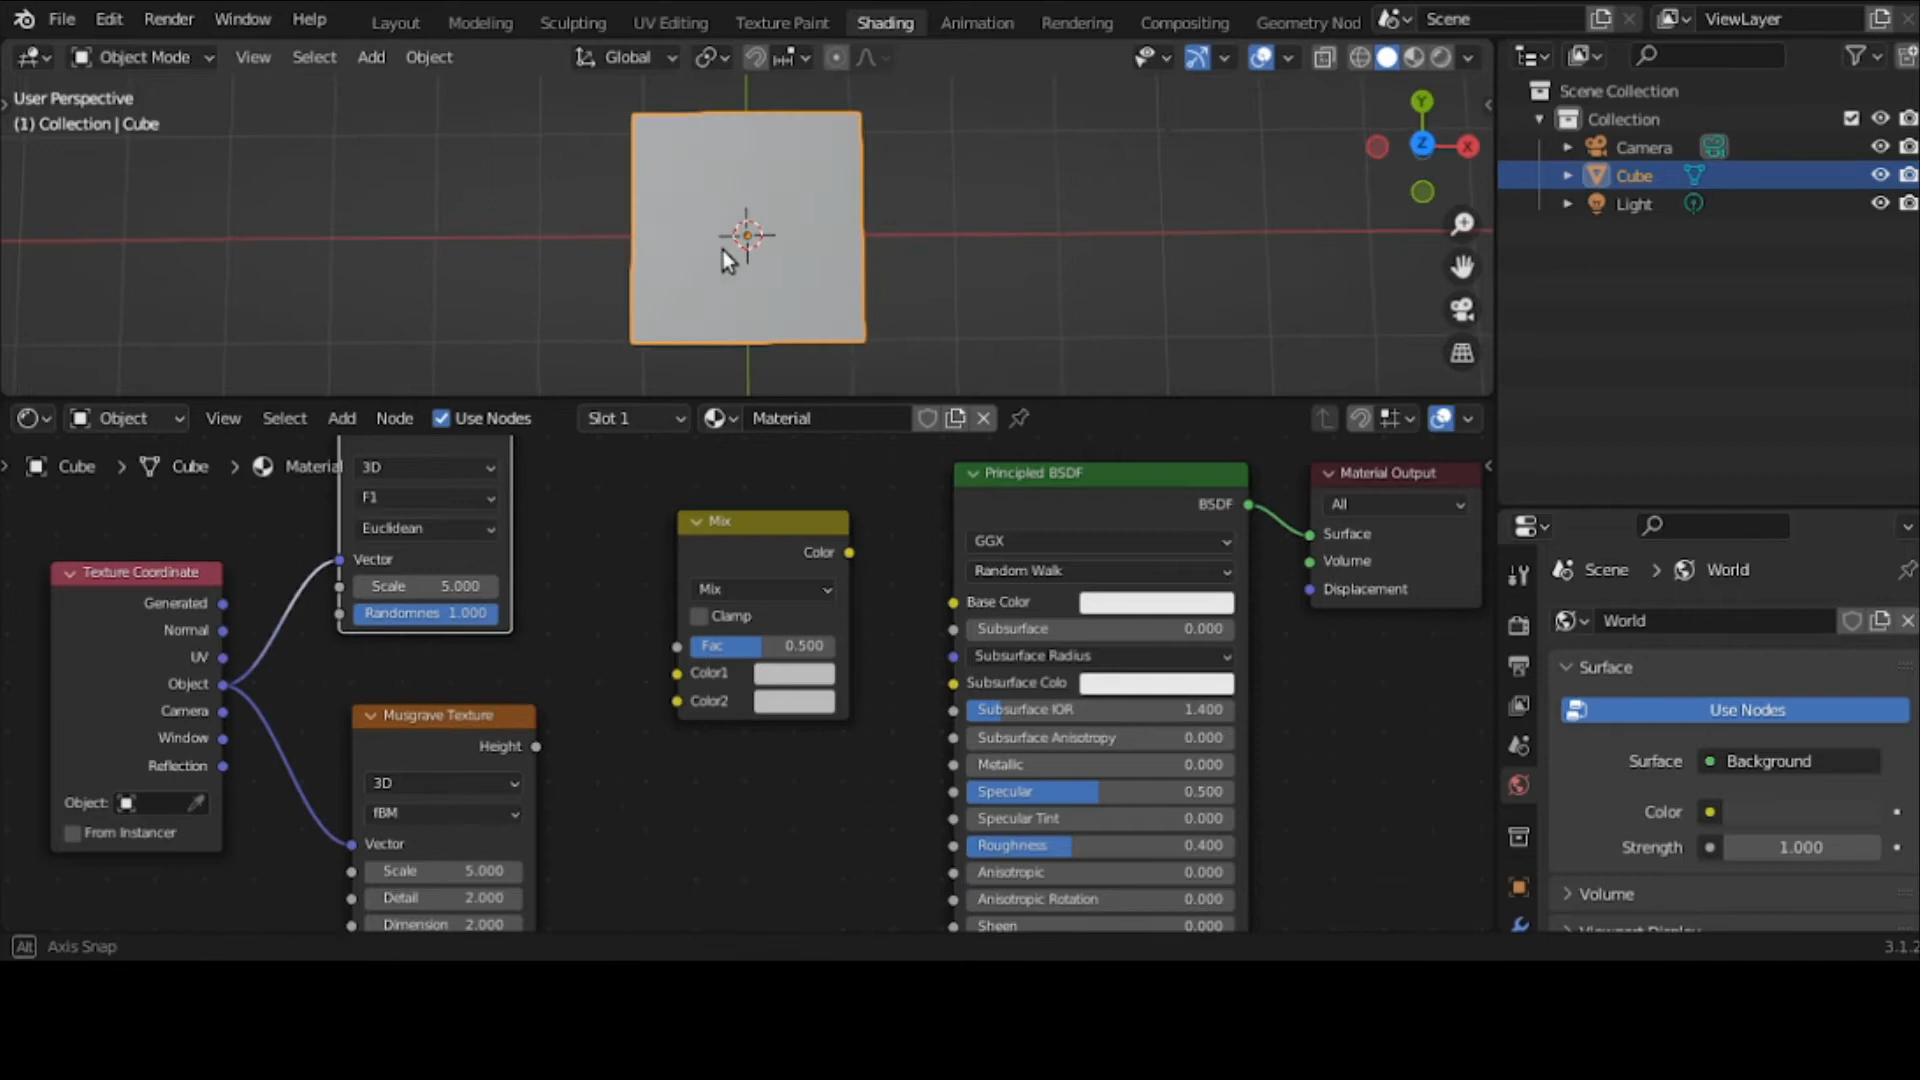 File Edit Render Window Help Layout Modeling Sculpting UV Editing Texture Paint Shading Animation Rendering Compositing Geometry Nod Scene ViewLayer
Object Mode View Select Add Object Global
User Perspective
(1) Collection | Cube
Y
Z X
Scene Collection
Collection
Camera
Cube
Light
Object View Select Add Node Use Nodes Slot 1 Material
Cube Cube Material
3D
F1
Euclidean
Vector
Scale 5.000
Randomnes 1.000
Texture Coordinate
Generated
Normal
UV
Object
Camera
Window
Reflection
Object:
From Instancer
Musgrave Texture
Height
3D
fBM
Vector
Scale 5.000
Detail 2.000
Dimension 2.000
Mix
Color
Mix
Clamp
Fac 0.500
Color1
Color2
Principled BSDF
BSDF
GGX
Random Walk
Base Color
Subsurface 0.000
Subsurface Radius
Subsurface Colo
Subsurface IOR 1.400
Subsurface Anisotropy 0.000
Metallic 0.000
Specular 0.500
Specular Tint 0.000
Roughness 0.400
Anisotropic 0.000
Anisotropic Rotation 0.000
Sheen 0.000
Material Output
All
Surface
Volume
Displacement
Scene World
World
Surface
Use Nodes
Surface Background
Color
Strength 1.000
Volume
Viewport Display
Alt Axis Snap
3.1.2